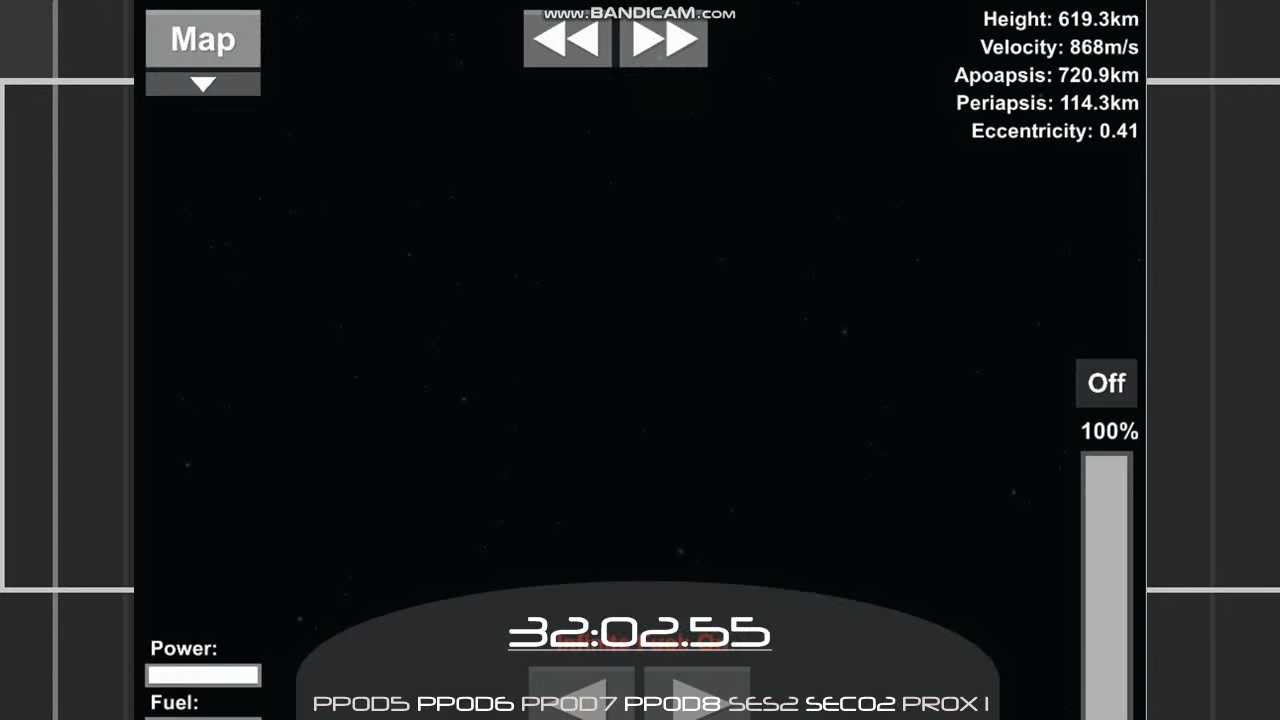 www.BANDICAM.com
Map
Height: 619.3km
Velocity: 868m/s
Apoapsis: 720.9km
Periapsis: 114.3km
Eccentricity: 0.41
Off
100%
32:02.55
Power:
Fuel:
PPOD5 PPOD6 PPOD7 PPOD8 SES2 SECO2 PROX1